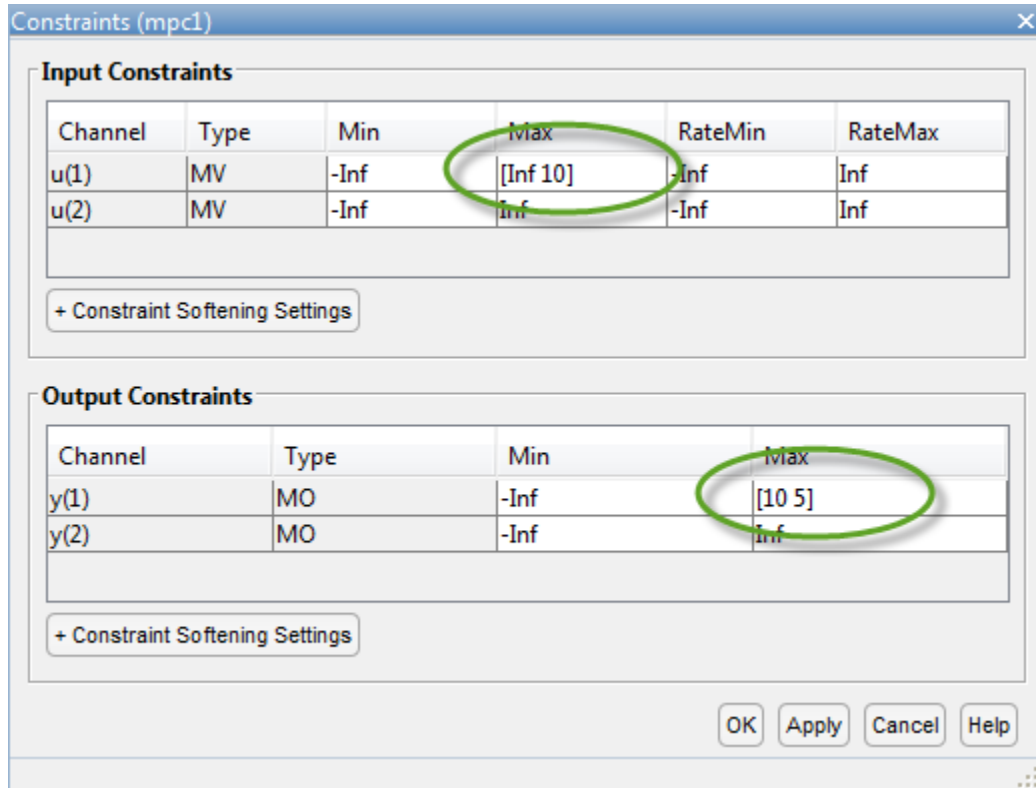 Constraints (mpc1)
Input Constraints
Channel Type Min Max RateMin RateMax
u(1) MV -Inf [Inf 10] -Inf Inf
u(2) MV -Inf Inf -Inf Inf
+ Constraint Softening Settings
Output Constraints
Channel Type Min Max
y(1) MO -Inf [10 5]
y(2) MO -Inf Inf
+ Constraint Softening Settings
OK Apply Cancel Help